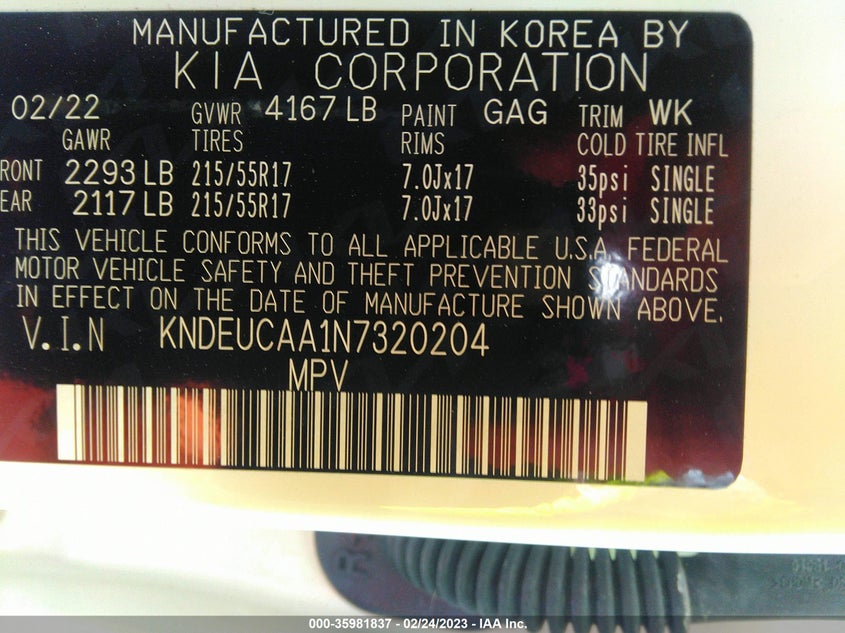 MANUFACTURED IN KOREA BY
KIA CORPORATION
02/22 GVWR 4167 LB PAINT GAG TRIM WK
GAWR TIRES RIMS COLD TIRE INFL
RONT 2293 LB 215/55R17 7.0Jx17 35psi SINGLE
EAR 2117 LB 215/55R17 7.0Jx17 33psi SINGLE
THIS VEHICLE CONFORMS TO ALL APPLICABLE U.S.A. FEDERAL
MOTOR VEHICLE SAFETY AND THEFT PREVENTION STANDARDS
IN EFFECT ON THE DATE OF MANUFACTURE SHOWN ABOVE.
V.I.N KNDEUCAA1N7320204
MPV
000-35981837 - 02/24/2023 - IAA Inc.